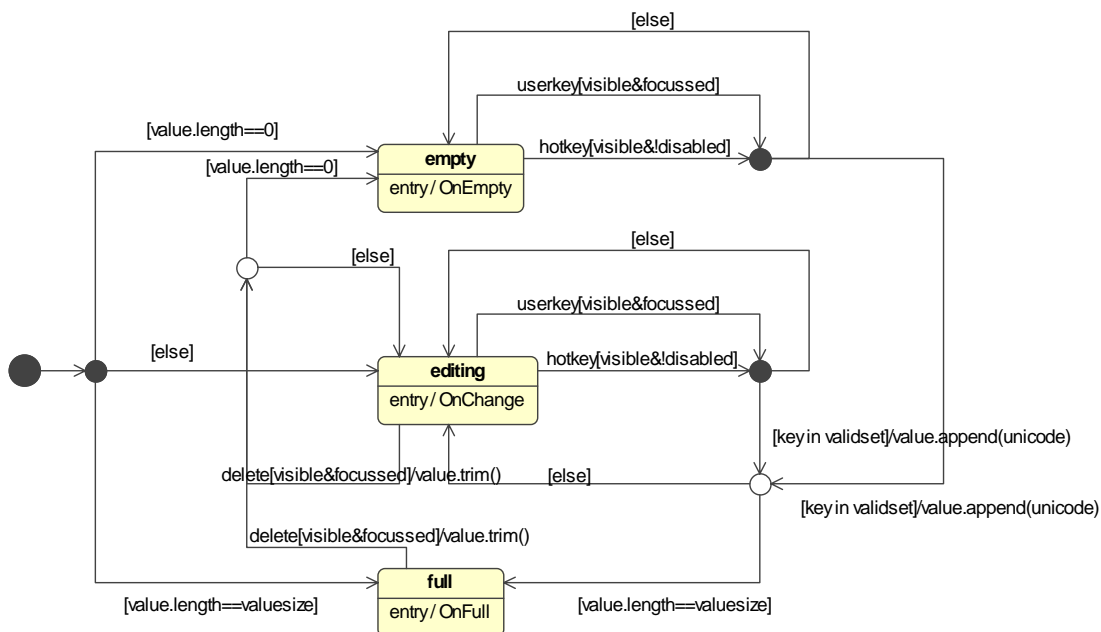 [else]
userkey[visible&focussed]
[value.length==0]
hotkey[visible&!disabled]
empty
[value.length==0]
entry / OnEmpty
[else]
[else]
userkey[visible&focussed]
[else]
hotkey[visible&!disabled]
editing
entry / OnChange
[key in validset]/value.append(unicode)
delete[visible&focussed]/value.trim()
[else]
[key in validset]/value.append(unicode)
delete[visible&focussed]/value.trim()
full
[value.length==valuesize]
[value.length==valuesize]
entry / OnFull